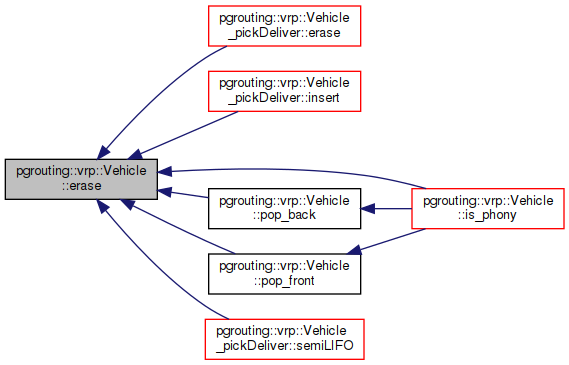 pgrouting::vrp::Vehicle
_pickDeliver::erase
pgrouting::vrp::Vehicle
_pickDeliver::insert
pgrouting::vrp::Vehicle
::erase
pgrouting::vrp::Vehicle
::pop_back
pgrouting::vrp::Vehicle
::is_phony
pgrouting::vrp::Vehicle
::pop_front
pgrouting::vrp::Vehicle
_pickDeliver::semiLIFO